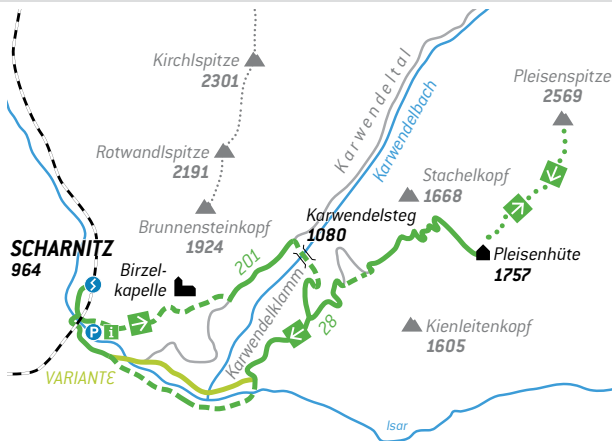 Kirchlspitze
2301
Pleisenspitze
2569
Karwendeltal
Karwendelbach
Rotwandlspitze
2191
Stachelkopf
1668
Brunnensteinkopf
1924
Karwendelsteg
1080
SCHARNITZ
964
Birzel-
kapelle
201
Pleisenhütte
1757
Karwendelklamm
28
P
i
Kienleitenkopf
1605
VARIANTE
Isar